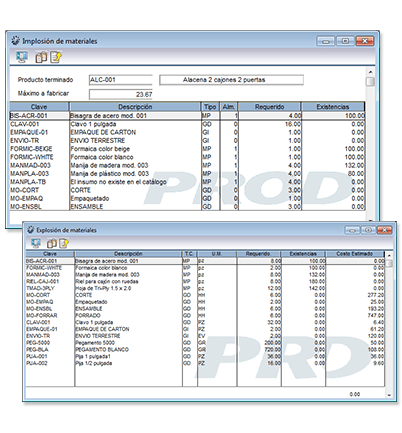 Implosión de materiales
Producto terminado ALC-001 Alacena 2 cajones 2 puertas
Máximo a fabricar 23.67
Clave Descripción Tipo Alm. Requerido Existencias
BIS-ACR-001 Bisagra de acero mod. 001 MP 1 4.00 100.00
CLAV-001 Clavo 1 pulgada GD 0 16.00 0.00
EMPAQUE-01 EMPAQUE DE CARTON GI 0 1.00 0.00
ENVIO-TR ENVIO TERRESTRE GI 0 1.00 0.00
FORMIC-BEIGE Formaica color beige MP 1 1.00 100.00
FORMIC-WHITE Formaica color blanco MP 1 1.00 100.00
MANMAD-003 Manija de madera mod. 003 MP 1 4.00 132.00
MANPLA-003 Manija de plástico mod. 003 MP 1 4.00 80.00
MANPLA-TB El insumo no existe en el catálogo MP 0 4.00 0.00
MO-CORT CORTE GD 0 3.00 0.00
MO-EMPAQ Empaquetado GD 0 1.00 0.00
MO-ENSBL ENSAMBLE GD 0 3.00 0.00
PROD
Explosión de materiales
Clave Descripción T.C. U.M. Requerido Existencias Costo Estimado
BIS-ACR-001 Bisagra de acero mod. 001 MP pz 8.00 100.00 0.00
FORMIC-WHITE Formaica color blanco MP pz 2.00 100.00 0.00
MANMAD-003 Manija de madera mod. 003 MP pz 8.00 132.00 0.00
REL-CAJ-001 Riel para cajón con ruedas MP pz 8.00 160.00 0.00
TMAD-3PLY Hoja de Tri-Ply 1.5 x 2.0 MP pz 12.00 142.00 0.00
MO-CORT CORTE GD HH 6.00 0.00 277.20
MO-EMPAQ Empaquetado GD HH 2.00 0.00 25.00
MO-ENSBL ENSAMBLE GD HH 6.00 0.00 193.20
MO-FORRAR FORRADO GD HH 6.00 0.00 747.00
CLAV-001 Clavo 1 pulgada GD PZ 32.00 0.00 6.40
EMPAQUE-01 EMPAQUE DE CARTON GI PZ 2.00 0.00 61.20
ENVIO-TR ENVIO TERRESTRE GI EV 2.00 0.00 120.00
PEG-5000 Pegamento 5000 GD GR 200.00 0.00 50.00
PEG-BLA PEGAMENTO BLANCO GD GR 720.00 0.00 108.00
PIJA-001 Pija 1 pulgada1 GD PZ 36.00 0.00 36.00
PIJA-002 Pija 1/2 pulgada GD PZ 16.00 0.00 9.60
PRD
0.00